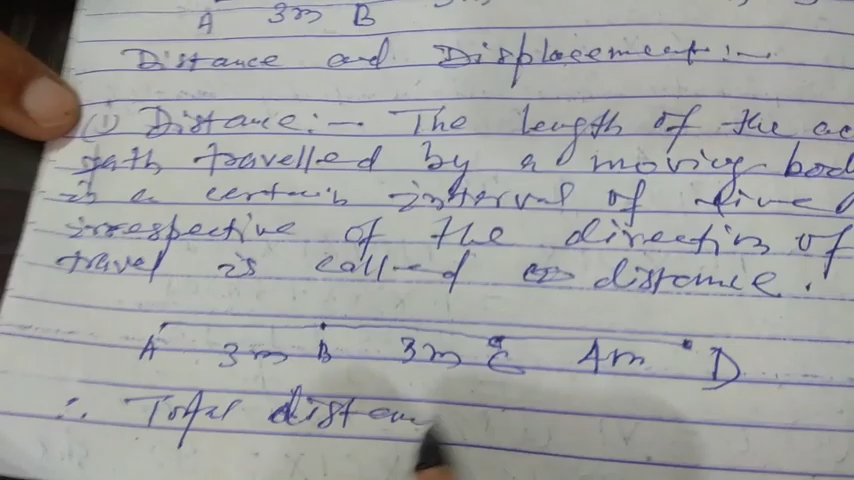 A 3m B
Distance and Displacement :-
(i) Distance :- The length of the ac
path travelled by a moving bod
in a certain interval of time
irrespective of the direction of
travel is called distance.
A 3m B 3m C 4m D
∴ Total distan